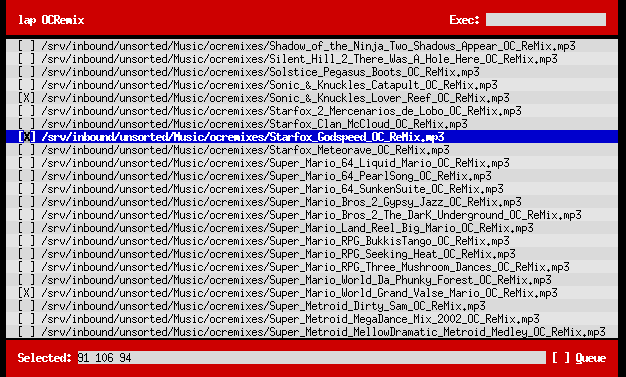 lap OCRemix Exec:
[ ] /srv/inbound/unsorted/Music/ocremixes/Shadow_of_the_Ninja_Two_Shadows_Appear_OC_ReMix.mp3
[ ] /srv/inbound/unsorted/Music/ocremixes/Silent_Hill_2_There_Was_A_Hole_Here_OC_ReMix.mp3
[ ] /srv/inbound/unsorted/Music/ocremixes/Solstice_Pegasus_Boots_OC_ReMix.mp3
[ ] /srv/inbound/unsorted/Music/ocremixes/Sonic_&_Knuckles_Catapult_OC_ReMix.mp3
[X] /srv/inbound/unsorted/Music/ocremixes/Sonic_&_Knuckles_Lover_Reef_OC_ReMix.mp3
[ ] /srv/inbound/unsorted/Music/ocremixes/Starfox_2_Mercenarios_de_Lobo_OC_ReMix.mp3
[ ] /srv/inbound/unsorted/Music/ocremixes/Starfox_Clan_McCloud_OC_ReMix.mp3
[X] /srv/inbound/unsorted/Music/ocremixes/Starfox_Godspeed_OC_ReMix.mp3
[ ] /srv/inbound/unsorted/Music/ocremixes/Starfox_Meteorave_OC_ReMix.mp3
[ ] /srv/inbound/unsorted/Music/ocremixes/Super_Mario_64_Liquid_Mario_OC_ReMix.mp3
[ ] /srv/inbound/unsorted/Music/ocremixes/Super_Mario_64_PearlSong_OC_ReMix.mp3
[ ] /srv/inbound/unsorted/Music/ocremixes/Super_Mario_64_SunkenSuite_OC_ReMix.mp3
[ ] /srv/inbound/unsorted/Music/ocremixes/Super_Mario_Bros_2_Gypsy_Jazz_OC_ReMix.mp3
[ ] /srv/inbound/unsorted/Music/ocremixes/Super_Mario_Bros_2_The_DarK_Underground_OC_ReMix.mp3
[ ] /srv/inbound/unsorted/Music/ocremixes/Super_Mario_Land_Reel_Big_Mario_OC_ReMix.mp3
[ ] /srv/inbound/unsorted/Music/ocremixes/Super_Mario_RPG_BukkisTango_OC_ReMix.mp3
[ ] /srv/inbound/unsorted/Music/ocremixes/Super_Mario_RPG_Seeking_Heat_OC_ReMix.mp3
[ ] /srv/inbound/unsorted/Music/ocremixes/Super_Mario_RPG_Three_Mushroom_Dances_OC_ReMix.mp3
[ ] /srv/inbound/unsorted/Music/ocremixes/Super_Mario_World_Da_Phunky_Forest_OC_ReMix.mp3
[X] /srv/inbound/unsorted/Music/ocremixes/Super_Mario_World_Grand_Valse_Mario_OC_ReMix.mp3
[ ] /srv/inbound/unsorted/Music/ocremixes/Super_Metroid_Dirty_Sam_OC_ReMix.mp3
[ ] /srv/inbound/unsorted/Music/ocremixes/Super_Metroid_MegaDance_Mix_2002_OC_ReMix.mp3
[ ] /srv/inbound/unsorted/Music/ocremixes/Super_Metroid_MellowDramatic_Metroid_Medley_OC_ReMix.mp3
Selected: 91 106 94 [ ] Queue